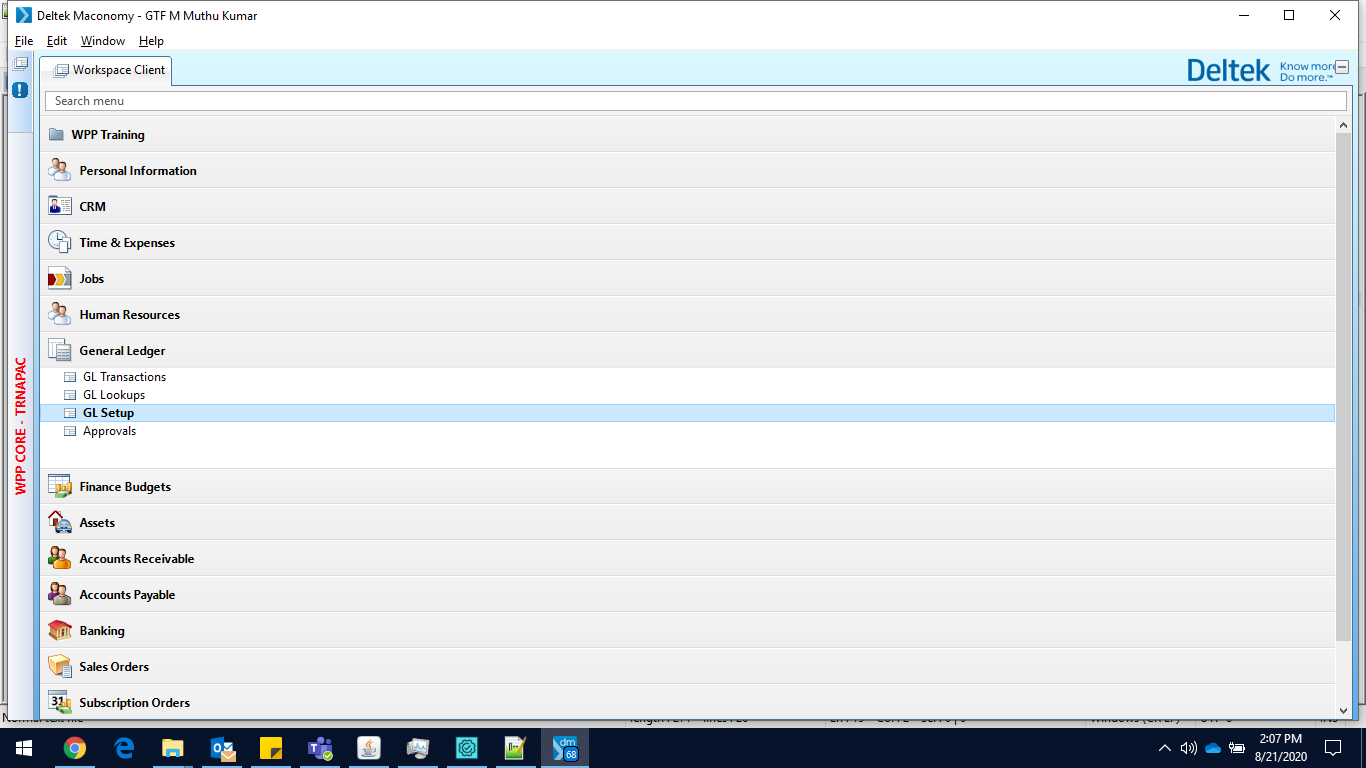 Deltek Maconomy - GTF M Muthu Kumar
File Edit Window Help
Workspace Client
Deltek Know more Do more.™
Search menu
WPP Training
Personal Information
CRM
Time & Expenses
Jobs
Human Resources
General Ledger
GL Transactions
GL Lookups
GL Setup
Approvals
Finance Budgets
Assets
Accounts Receivable
Accounts Payable
Banking
Sales Orders
31 Subscription Orders
WPP CORE - TRNAPAC
dm
68
2:07 PM
8/21/2020